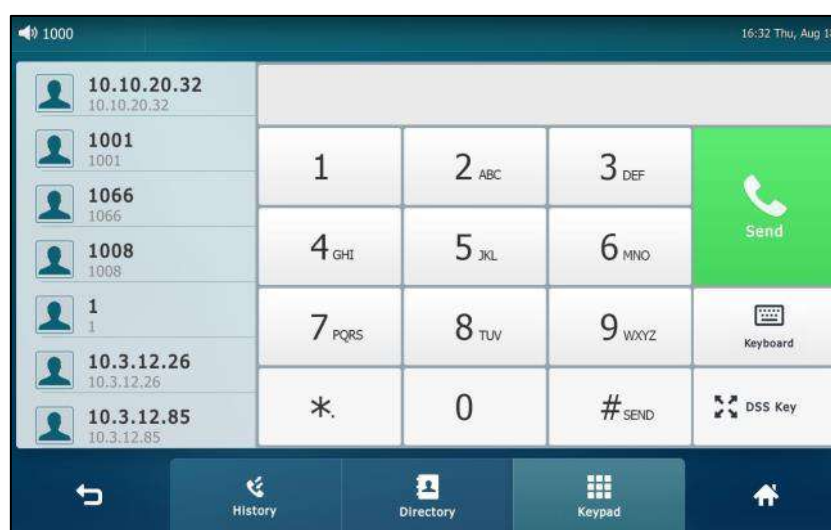 1000
16:32 Thu, Aug 1
10.10.20.32
10.10.20.32
1001
1001
1066
1066
1008
1008
1
1
10.3.12.26
10.3.12.26
10.3.12.85
10.3.12.85
1
2 ABC
3 DEF
Send
4 GHI
5 JKL
6 MNO
7 PQRS
8 TUV
9 WXYZ
Keyboard
*.
0
# SEND
DSS Key
History
Directory
Keypad